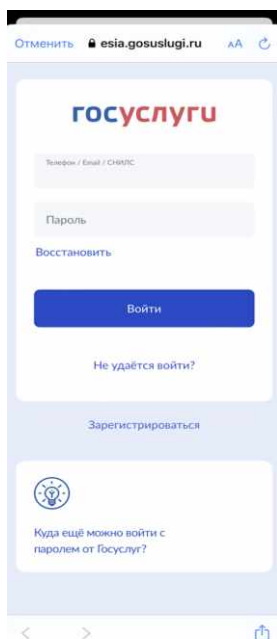 Отменить esia.gosuslugi.ru AA
госуслуги
Телефон / Email / СНИЛС
Пароль
Восстановить
Войти
Не удаётся войти?
Зарегистрироваться
Куда ещё можно войти с
паролем от Госуслуг?